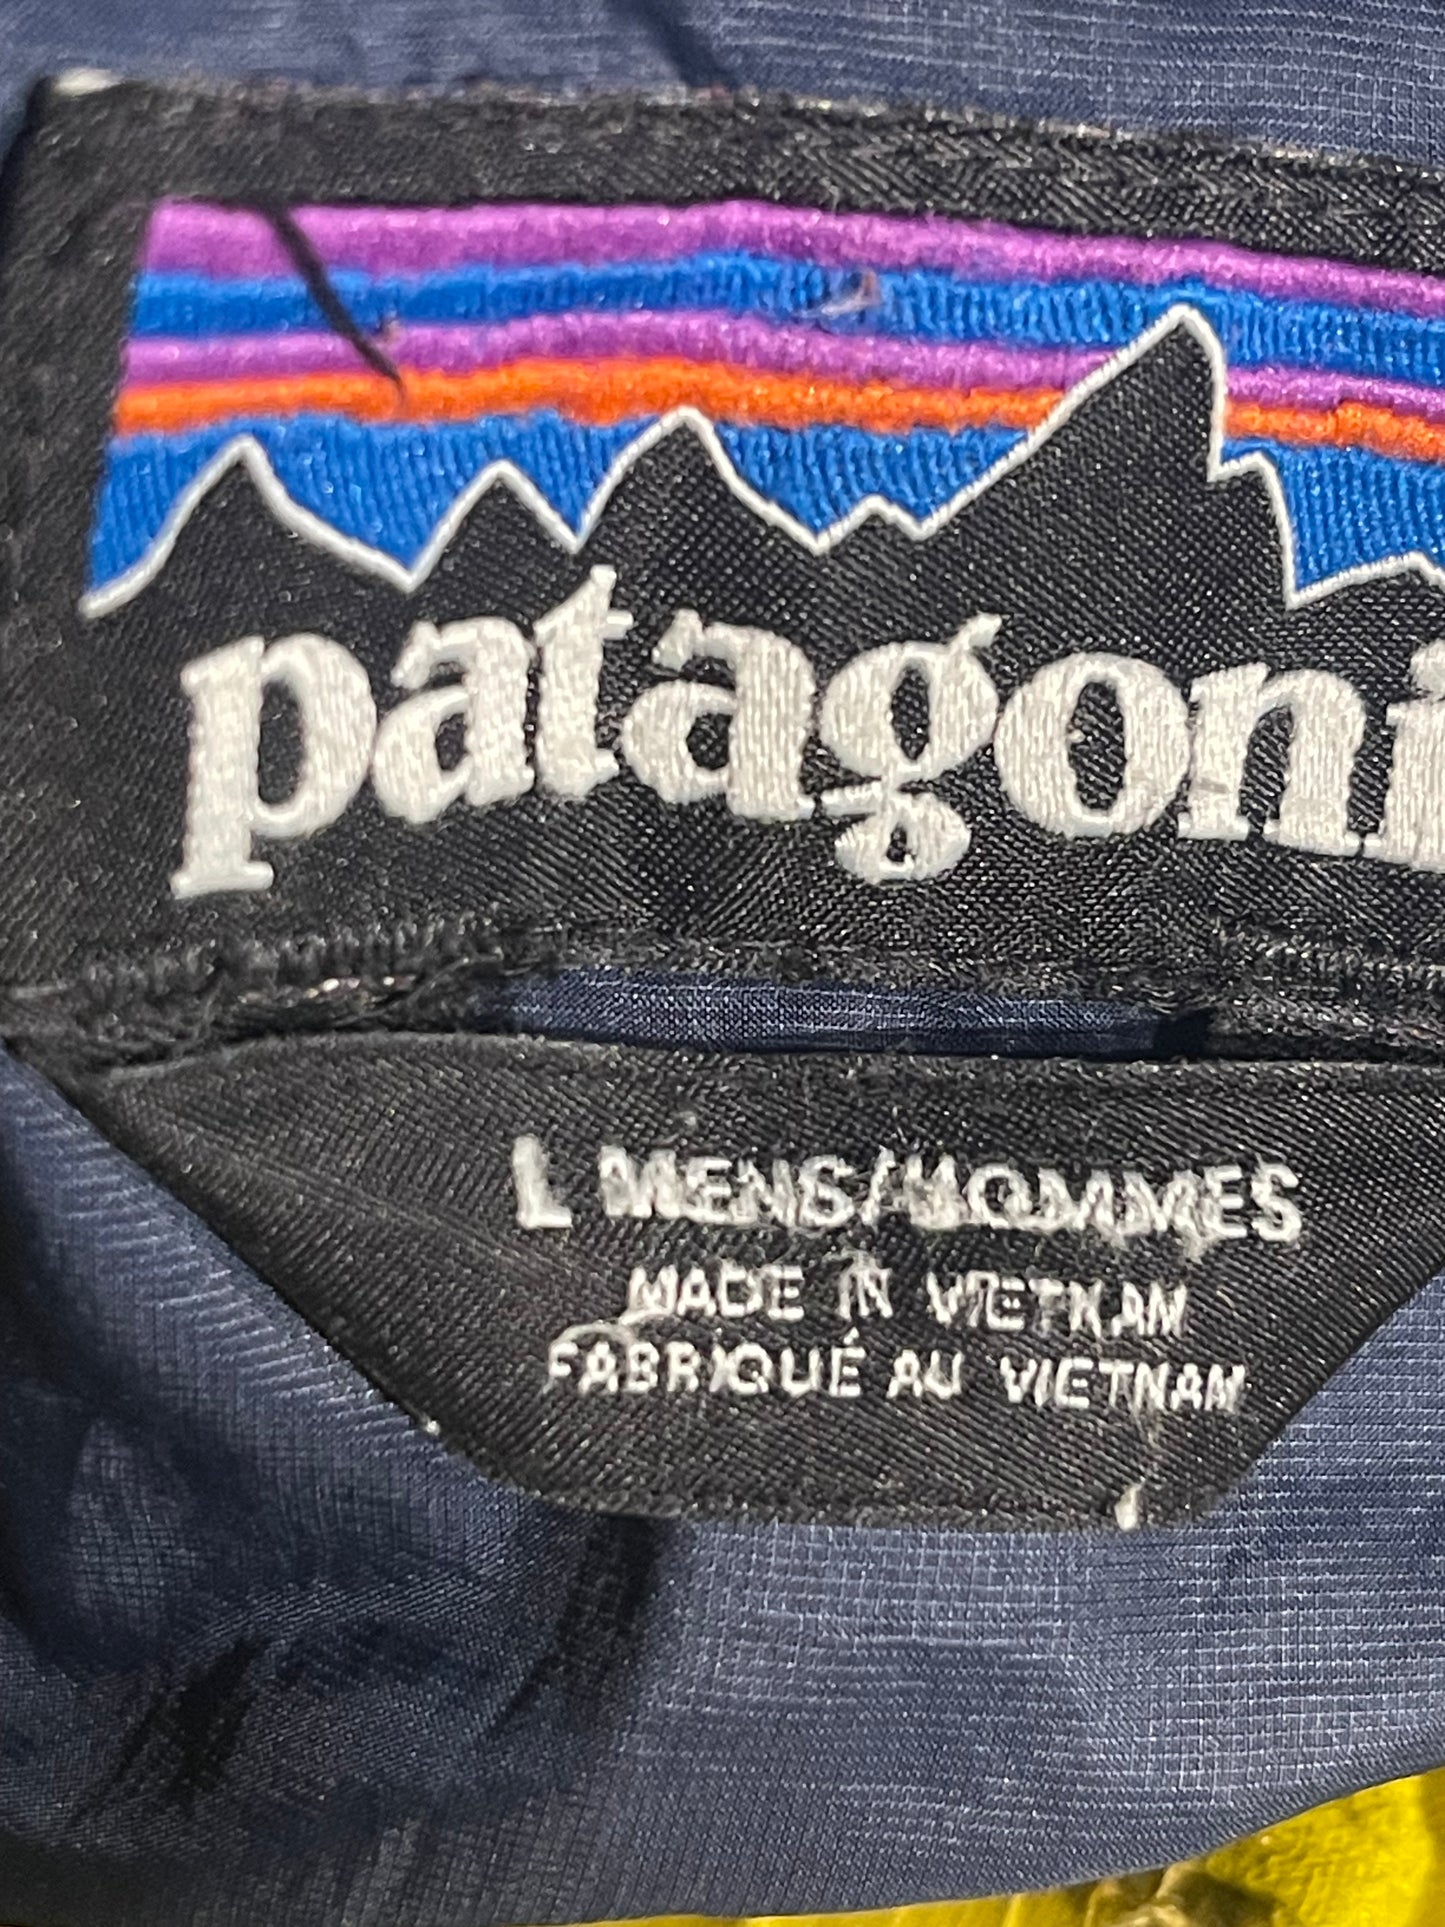 patagoni
L MENS/HOMMES
MADE IN VIETNAM
FABRIQUÉ AU VIETNAM